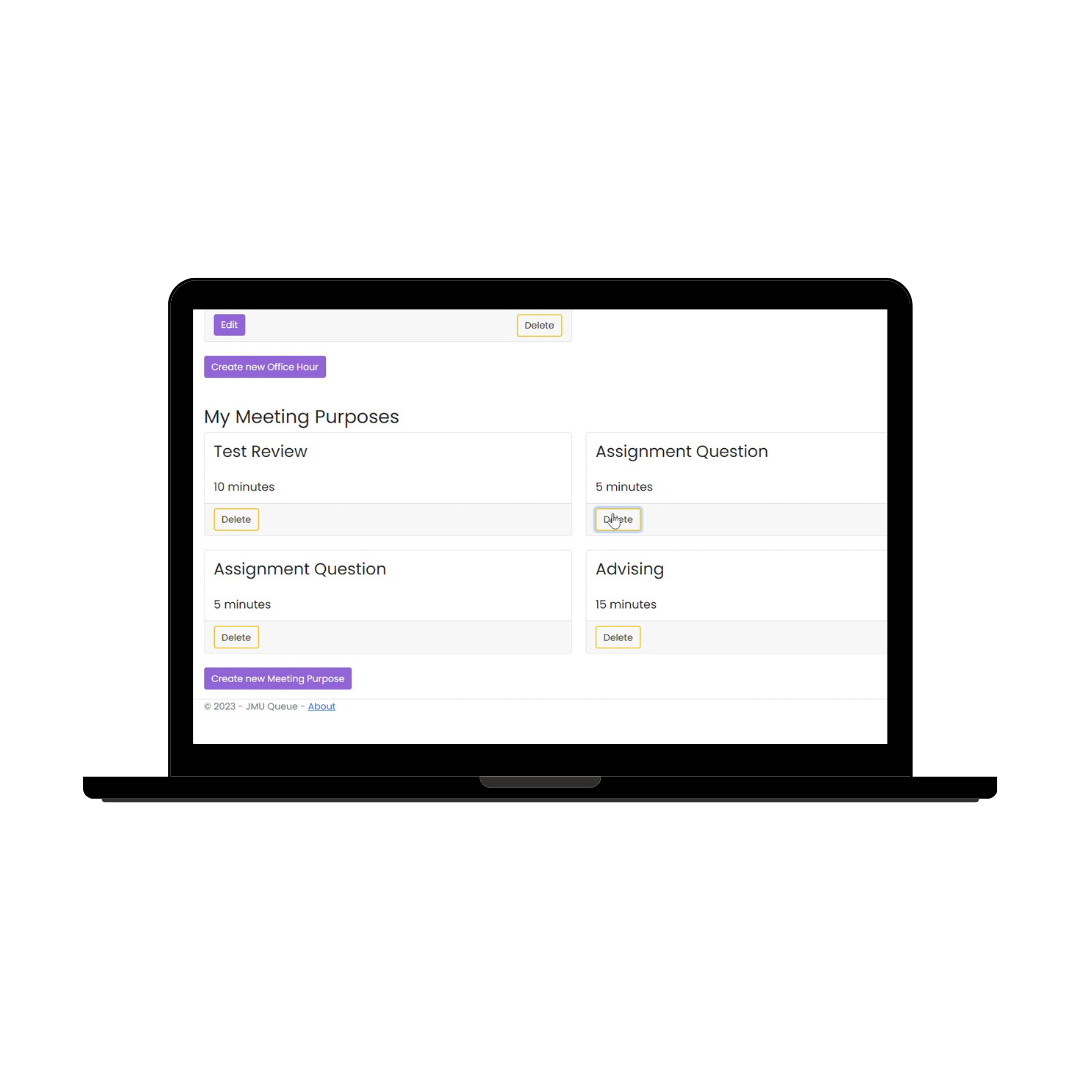 Edit
Delete
Create new Office Hour
My Meeting Purposes
Test Review
10 minutes
Delete
Assignment Question
5 minutes
Delete
Assignment Question
5 minutes
Delete
Advising
15 minutes
Delete
Create new Meeting Purpose
© 2023 - JMU Queue - About